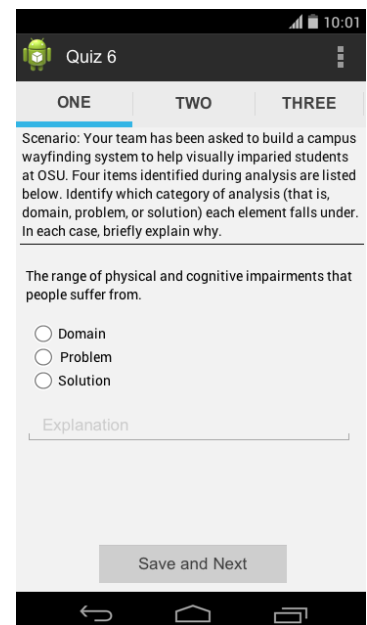 10:01
Quiz 6
ONE TWO THREE
Scenario: Your team has been asked to build a campus
wayfinding system to help visually imparied students
at OSU. Four items identified during analysis are listed
below. Identify which category of analysis (that is,
domain, problem, or solution) each element falls under.
In each case, briefly explain why.
The range of physical and cognitive impairments that
people suffer from.
Domain
Problem
Solution
Explanation
Save and Next